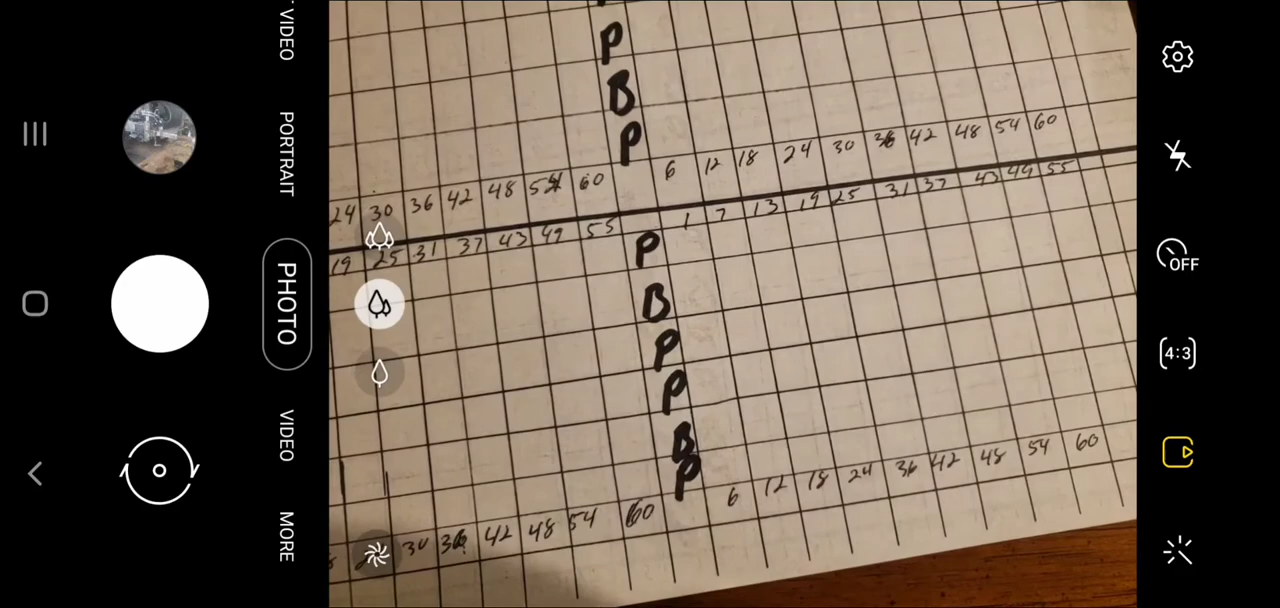 VIDEO
PORTRAIT
PHOTO
VIDEO
MORE
P
B
P
24 30 36 42 48 54 60 6 12 18 24 30 36 42 48 54 60
19 25 31 37 43 49 55 1 7 13 19 25 31 37 43 49 55
P
B
P
P
B
P
30 36 42 48 54 60 6 12 18 24 36 42 48 54 60
OFF
4:3